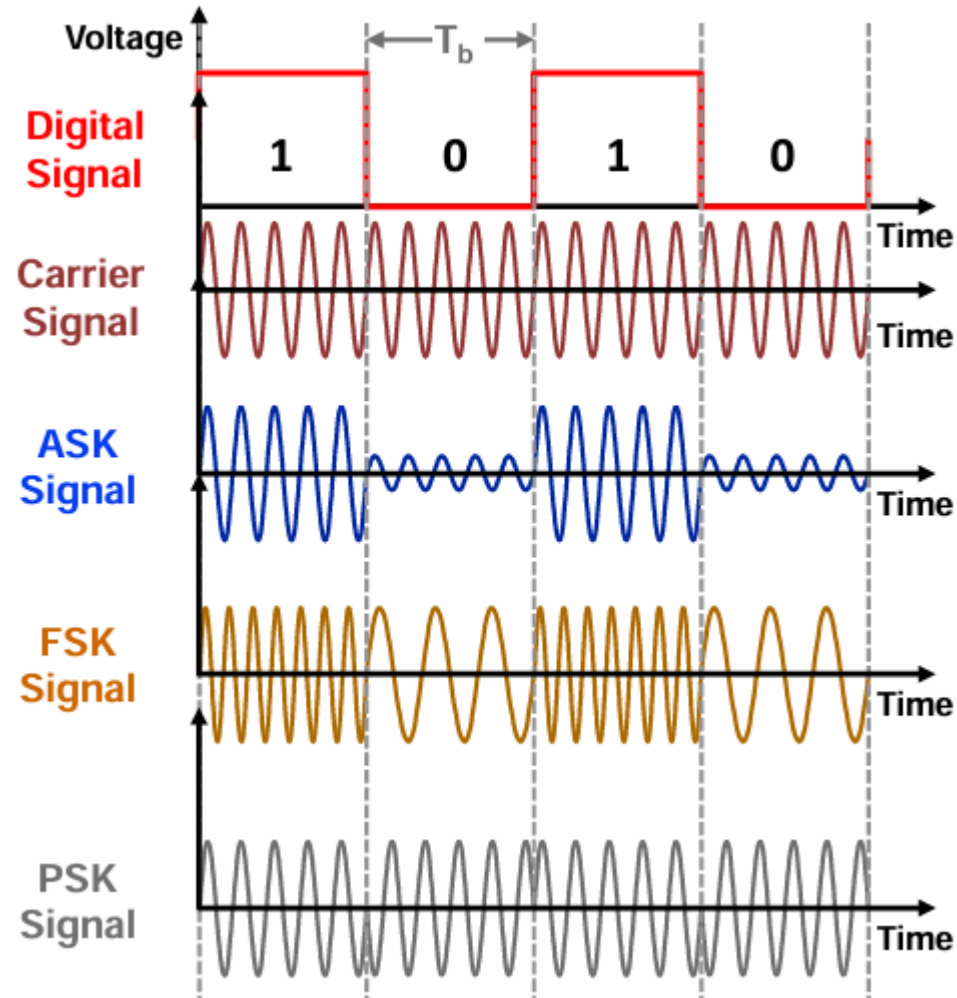 Voltage
T_b
Digital
Signal
1 0 1 0
Time
Carrier
Signal
Time
ASK
Signal
Time
FSK
Signal
Time
PSK
Signal
Time